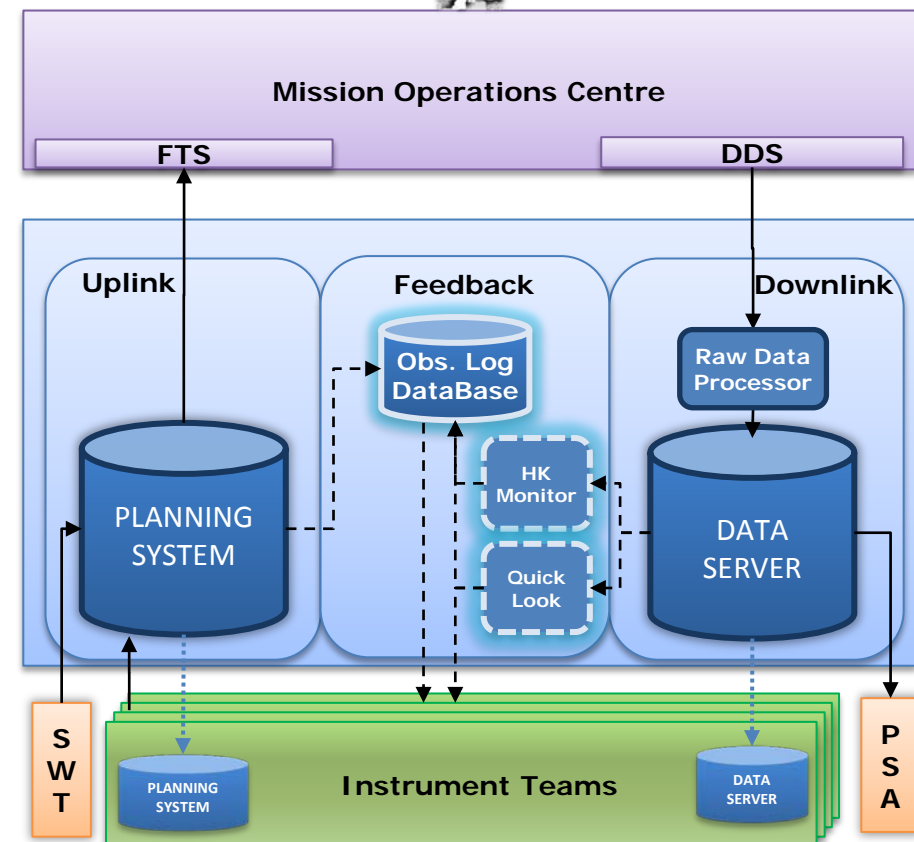 Mission Operations Centre
FTS
DDS
Uplink
Feedback
Downlink
Obs. Log
DataBase
Raw Data
Processor
HK
Monitor
PLANNING
SYSTEM
DATA
SERVER
Quick
Look
S
W
T
P
S
A
PLANNING
SYSTEM
Instrument Teams
DATA
SERVER